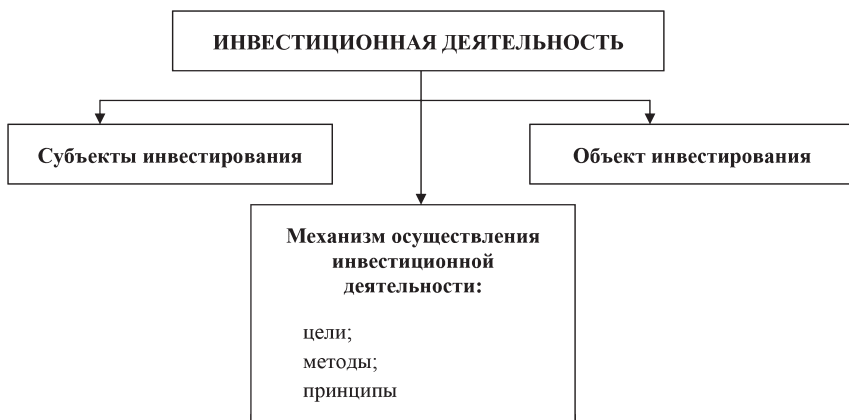 ИНВЕСТИЦИОННАЯ ДЕЯТЕЛЬНОСТЬ
Субъекты инвестирования
Объект инвестирования
Механизм осуществления
инвестиционной
деятельности:
цели;
методы;
принципы